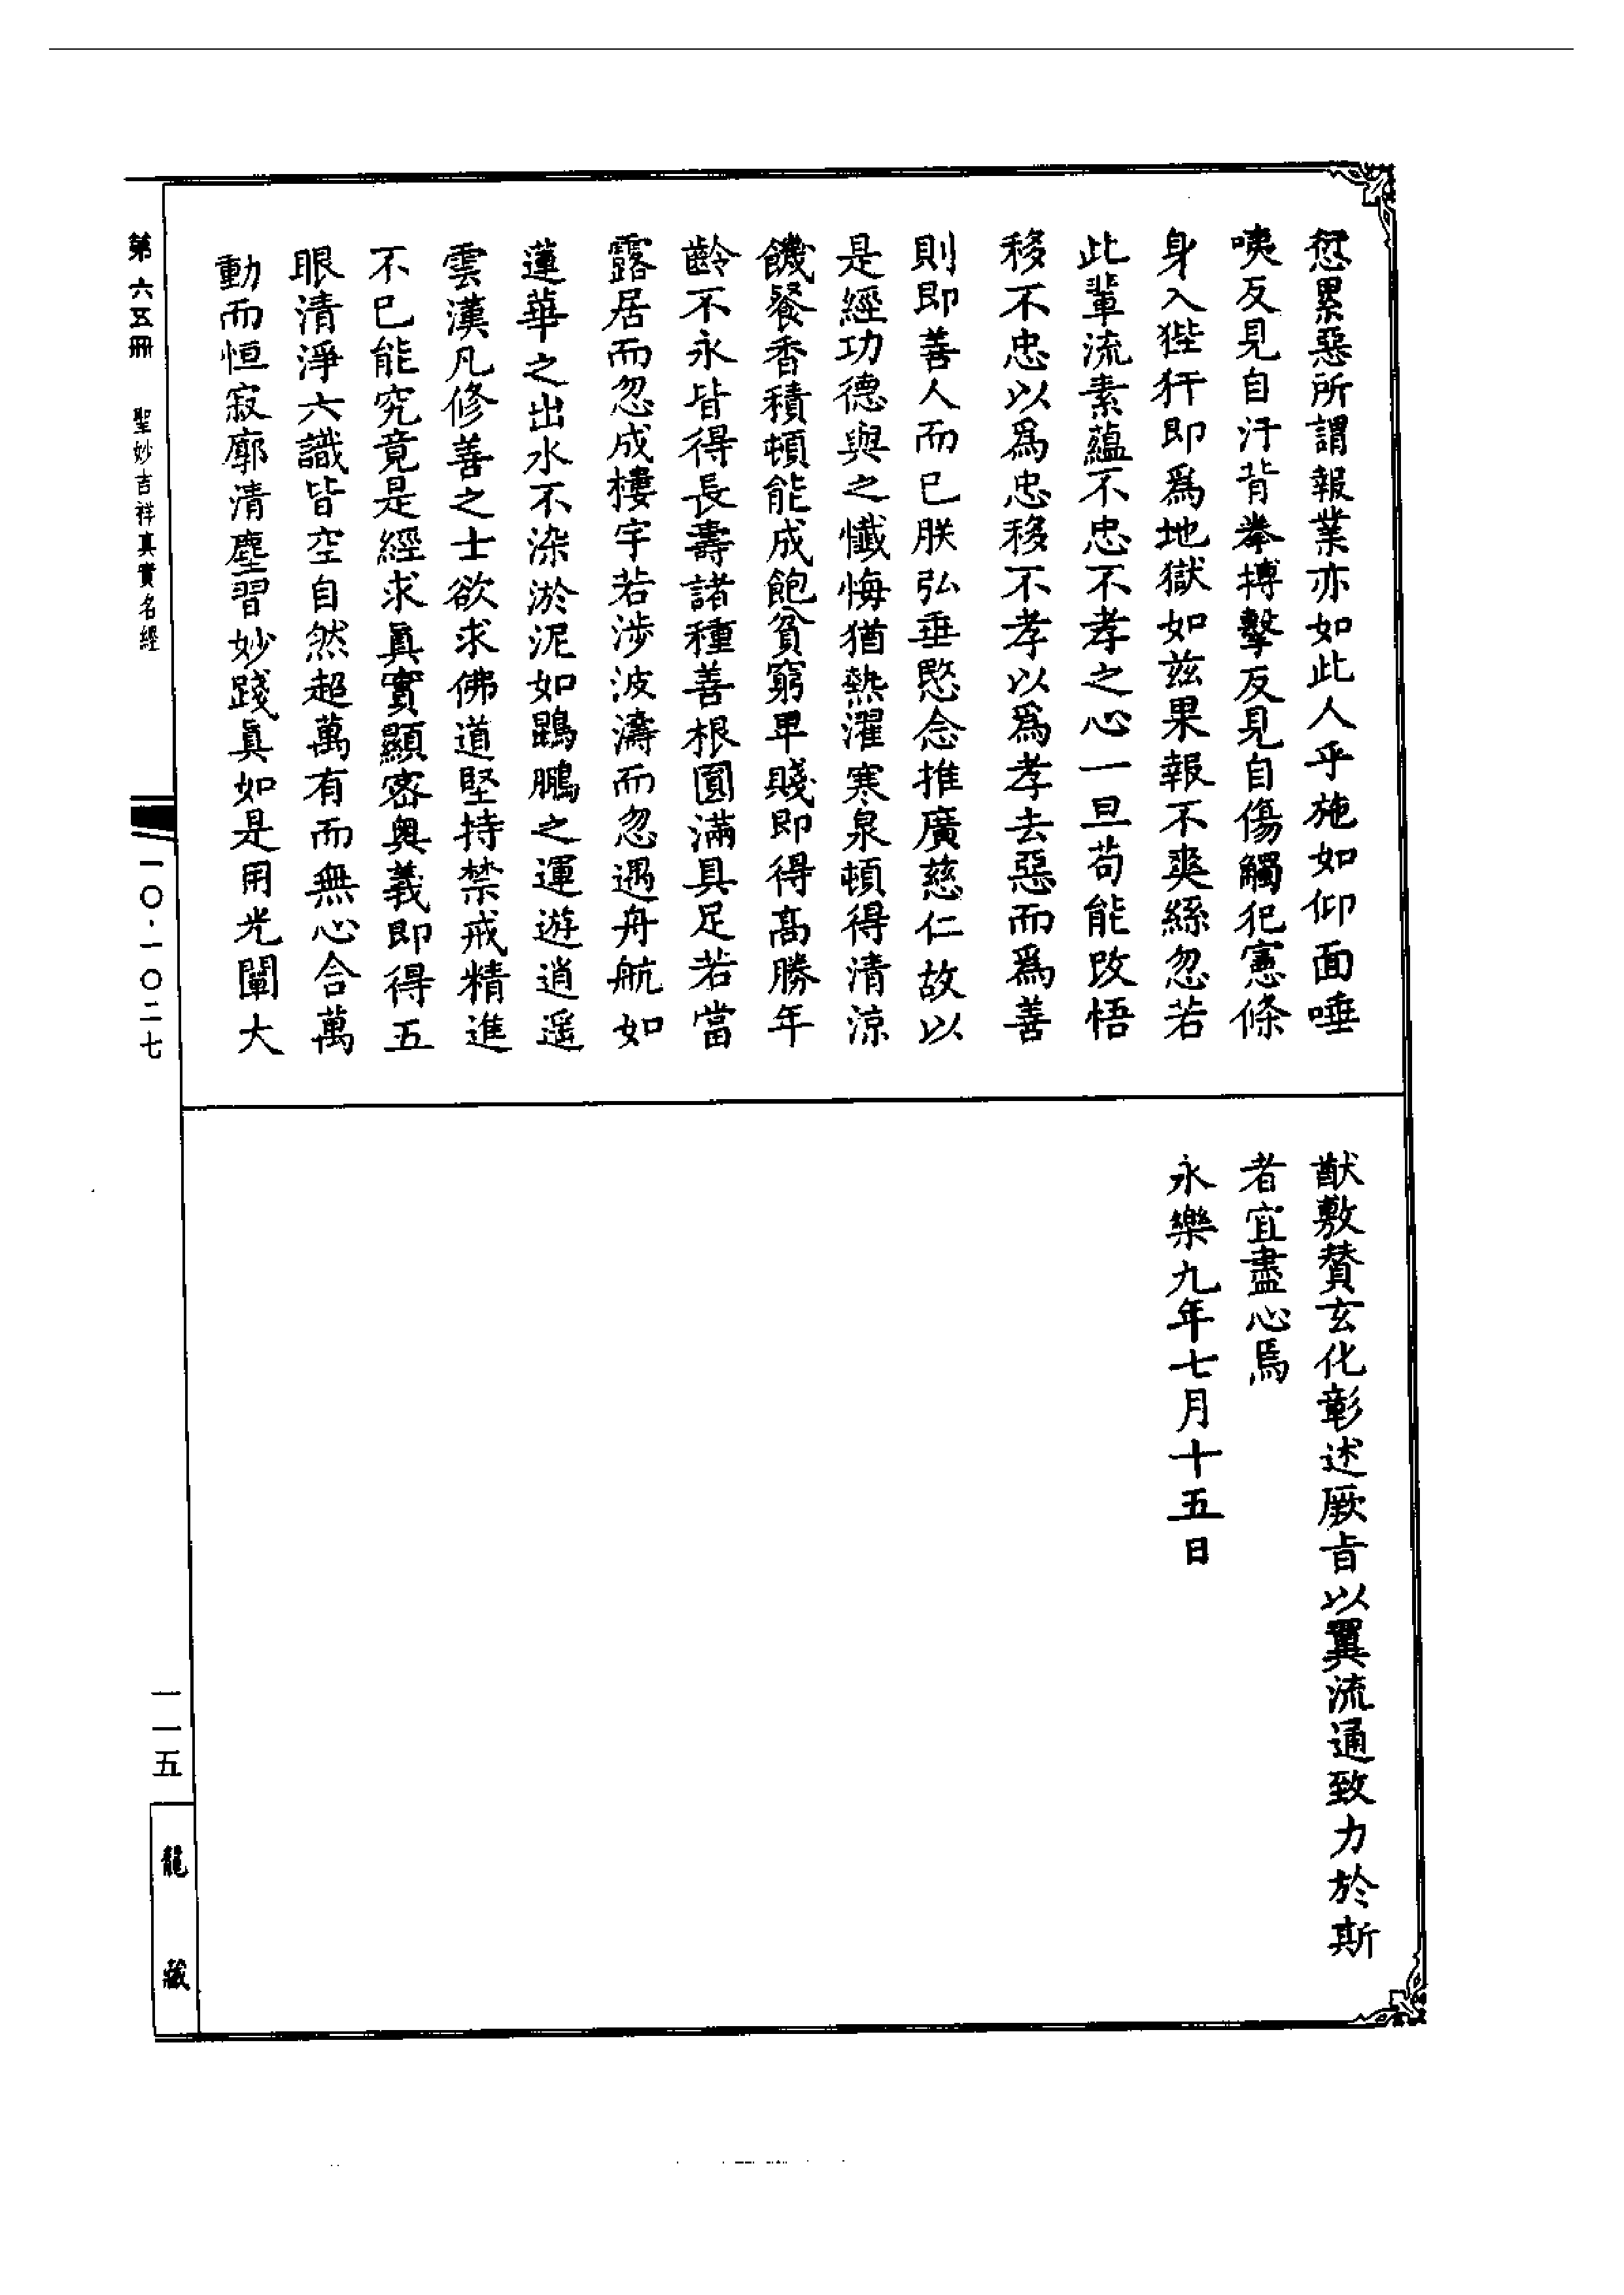 愆累惡所謂報業亦如此人乎施如仰面唾
咦反見自汙背拳摶擊反見自傷觸犯憲條
身入狴犴即爲地獄如兹果報不爽絲忽若
此輩流素蘊不忠不孝之心一旦苟能改悟
移不忠以爲忠移不孝以爲孝去惡而爲善
則即善人而已朕弘垂愍念推廣慈仁故以
是經功德與之懺悔猶熱濯寒泉頓得清涼
饑餐香積頓能成飽貧窮卑賤即得高勝年
齡不永皆得長壽諸種善根圓滿具足若當
露居而忽成樓宇若涉波濤而忽遇舟航如
蓮華之出水不染淤泥如鵾鵬之運遊逍遥
雲漢凡修善之士欲求佛道堅持禁戒精進
不已能究竟是經求眞實顯密奥義即得五
眼清淨六識皆空自然超萬有而無心合萬
動而恒寂廓清塵習妙踐眞如是用光闡大
猷敷賛玄化彰述厥旨以翼流通致力於斯
者宜盡心焉
永樂九年七月十五日
第六五冊 聖妙吉祥真實名經
一〇·一〇二七
一一五
龍藏